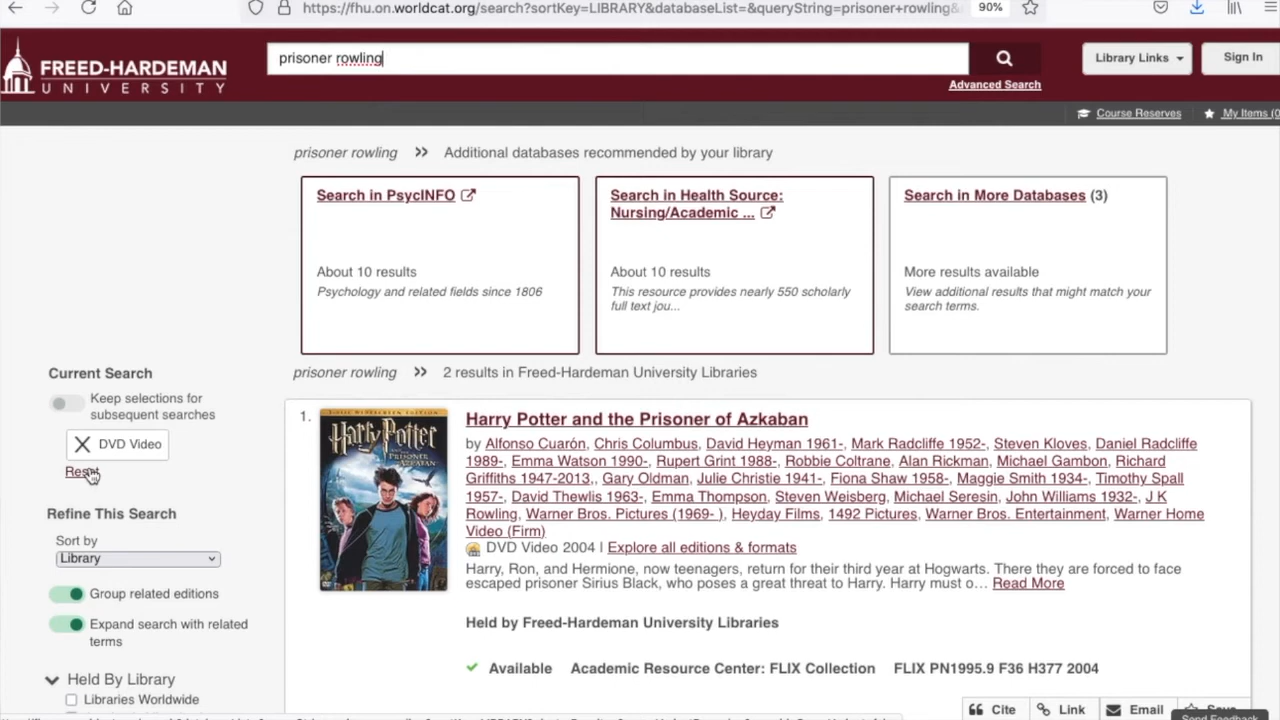 https://fhu.on.worldcat.org/search?sortKey=LIBRARY&databaseList=&queryString=prisoner+rowling&
90%
FREED-HARDEMAN
UNIVERSITY
prisoner rowling
Advanced Search
Library Links
Sign In
Course Reserves
My Items (0
prisoner rowling >> Additional databases recommended by your library
Search in PsycINFO
About 10 results
Psychology and related fields since 1806
Search in Health Source:
Nursing/Academic ...
About 10 results
This resource provides nearly 550 scholarly
full text jou...
Search in More Databases (3)
More results available
View additional results that might match your
search terms.
Current Search
Keep selections for
subsequent searches
DVD Video
Reset
Refine This Search
Sort by
Library
Group related editions
Expand search with related
terms
Held By Library
Libraries Worldwide
prisoner rowling >> 2 results in Freed-Hardeman University Libraries
1.
Harry Potter
Harry Potter and the Prisoner of Azkaban
by Alfonso Cuarón, Chris Columbus, David Heyman 1961-, Mark Radcliffe 1952-, Steven Kloves, Daniel Radcliffe
1989-, Emma Watson 1990-, Rupert Grint 1988-, Robbie Coltrane, Alan Rickman, Michael Gambon, Richard
Griffiths 1947-2013,, Gary Oldman, Julie Christie 1941-, Fiona Shaw 1958-, Maggie Smith 1934-, Timothy Spall
1957-, David Thewlis 1963-, Emma Thompson, Steven Weisberg, Michael Seresin, John Williams 1932-, J K
Rowling, Warner Bros. Pictures (1969- ), Heyday Films, 1492 Pictures, Warner Bros. Entertainment, Warner Home
Video (Firm)
DVD Video 2004 | Explore all editions & formats
Harry, Ron, and Hermione, now teenagers, return for their third year at Hogwarts. There they are forced to face
escaped prisoner Sirius Black, who poses a great threat to Harry. Harry must o... Read More
Held by Freed-Hardeman University Libraries
Available Academic Resource Center: FLIX Collection FLIX PN1995.9 F36 H377 2004
Cite
Link
Email
Save
Send Feedback